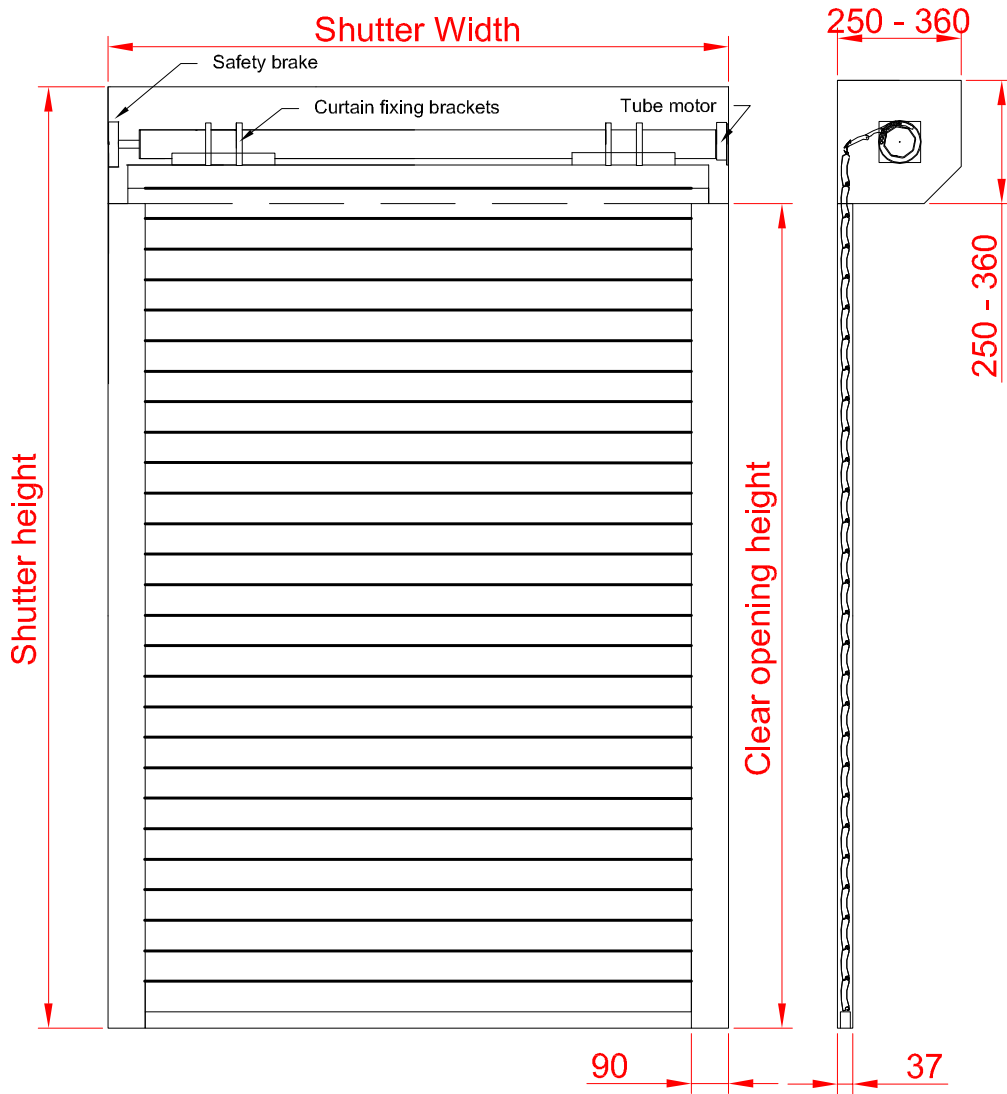 Shutter Width
250 - 360
Safety brake
Curtain fixing brackets
Tube motor
250 - 360
Shutter height
Clear opening height
90
37